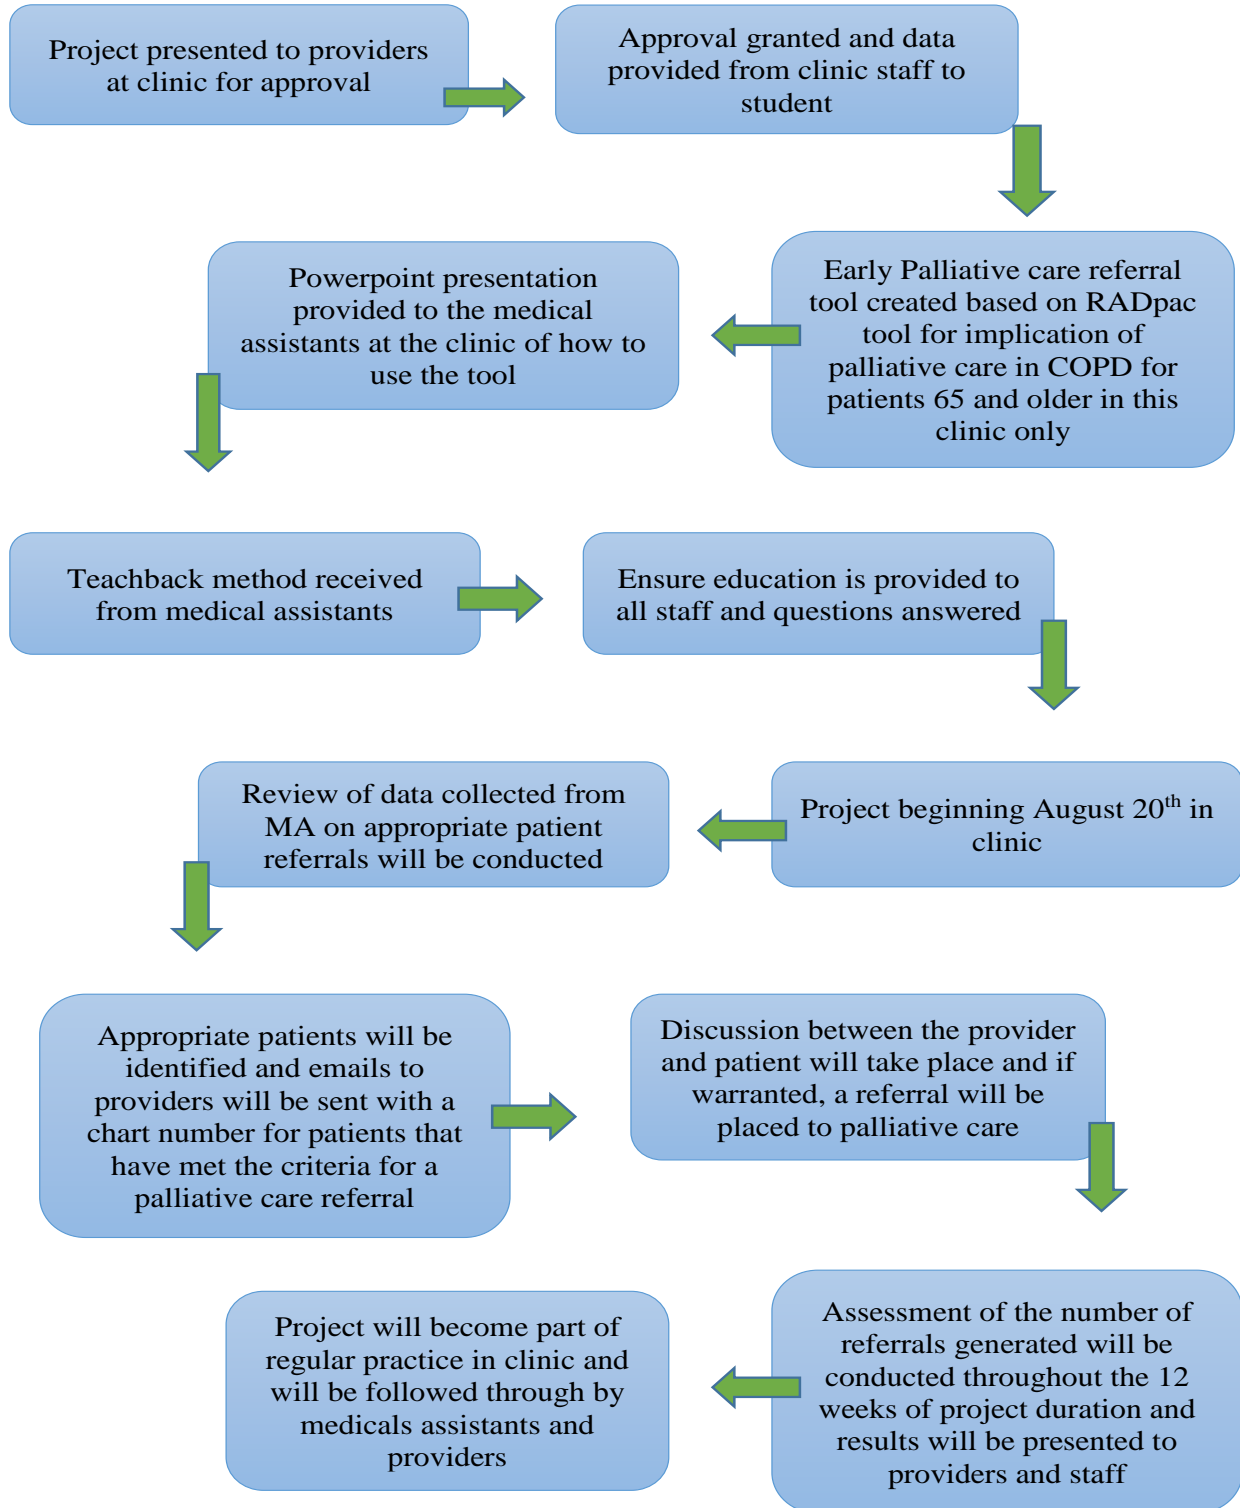 Project presented to providers
at clinic for approval
Approval granted and data
provided from clinic staff to
student
Early Palliative care referral
tool created based on RADpac
tool for implication of
palliative care in COPD for
patients 65 and older in this
clinic only
Powerpoint presentation
provided to the medical
assistants at the clinic of how to
use the tool
Teachback method received
from medical assistants
Ensure education is provided to
all staff and questions answered
Project beginning August 20th in
clinic
Review of data collected from
MA on appropriate patient
referrals will be conducted
Appropriate patients will be
identified and emails to
providers will be sent with a
chart number for patients that
have met the criteria for a
palliative care referral
Discussion between the provider
and patient will take place and if
warranted, a referral will be
placed to palliative care
Assessment of the number of
referrals generated will be
conducted throughout the 12
weeks of project duration and
results will be presented to
providers and staff
Project will become part of
regular practice in clinic and
will be followed through by
medicals assistants and
providers